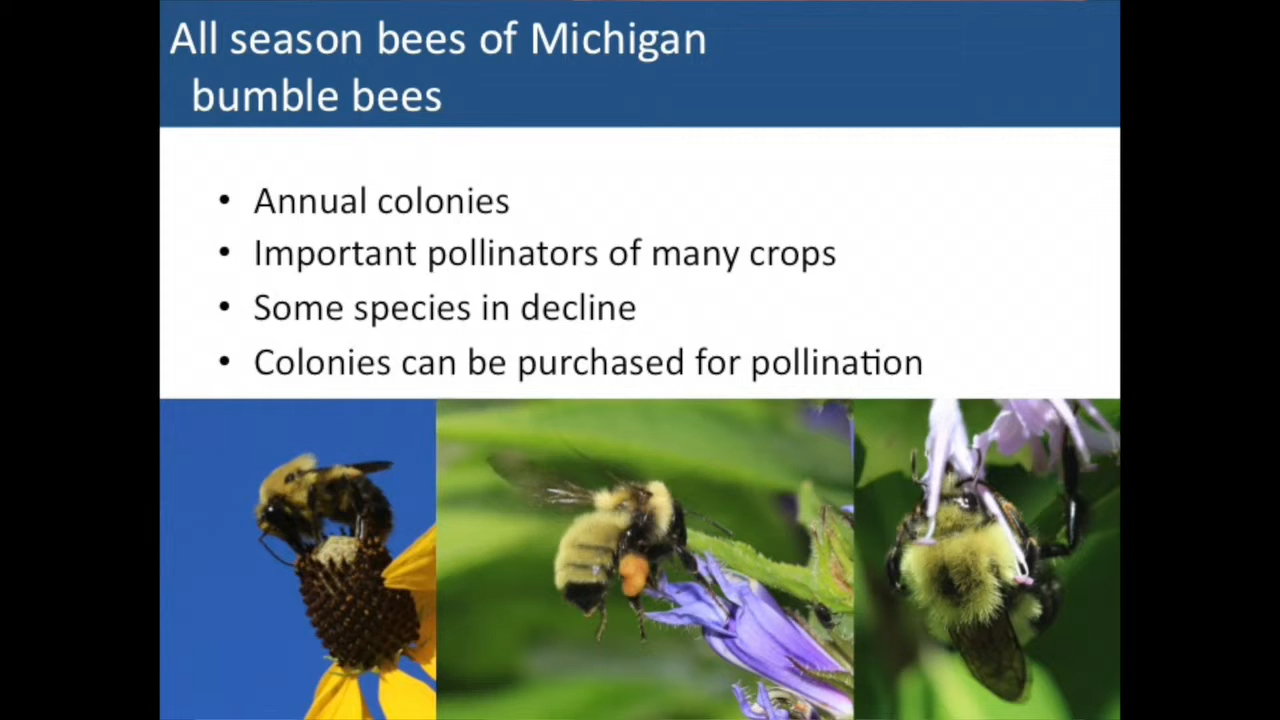 All season bees of Michigan
bumble bees
• Annual colonies
• Important pollinators of many crops
• Some species in decline
• Colonies can be purchased for pollination